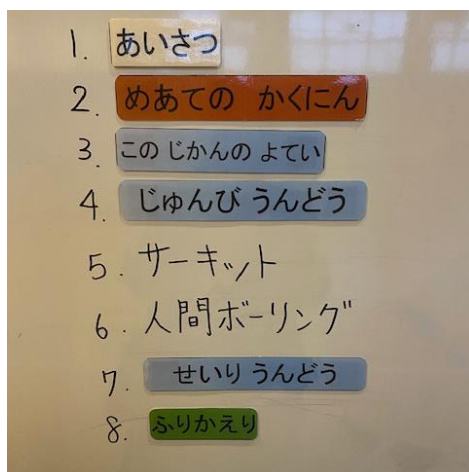 1. あいさつ
2. めあての かくにん
3. この じかんの よてい
4. じゅんび うんどう
5. サーキット
6. 人間ボーリング
7. せいり うんどう
8. ふりかえり